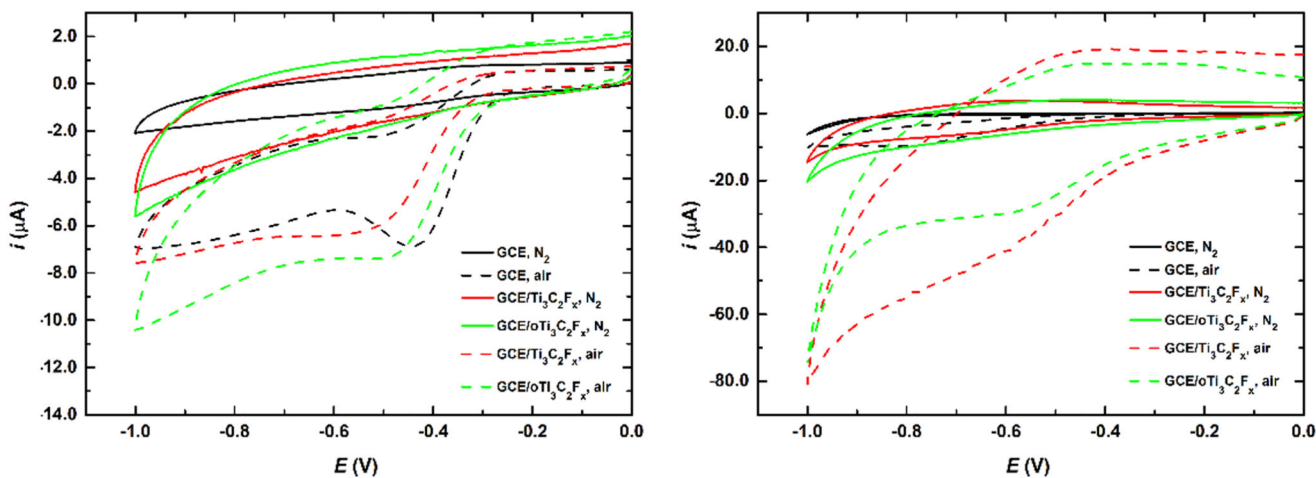 2.0
0.0
-2.0
-4.0
-6.0
-8.0
-10.0
-12.0
-14.0
i (μA)
-1.0 -0.8 -0.6 -0.4 -0.2 0.0
E (V)
GCE, N₂
GCE, air
GCE/Ti₃C₂Fₓ, N₂
GCE/oTi₃C₂Fₓ, N₂
GCE/Ti₃C₂Fₓ, air
GCE/oTi₃C₂Fₓ, air
20.0
0.0
-20.0
-40.0
-60.0
-80.0
i (μA)
-1.0 -0.8 -0.6 -0.4 -0.2 0.0
E (V)
GCE, N₂
GCE, air
GCE/Ti₃C₂Fₓ, N₂
GCE/oTi₃C₂Fₓ, N₂
GCE/Ti₃C₂Fₓ, air
GCE/oTi₃C₂Fₓ, air